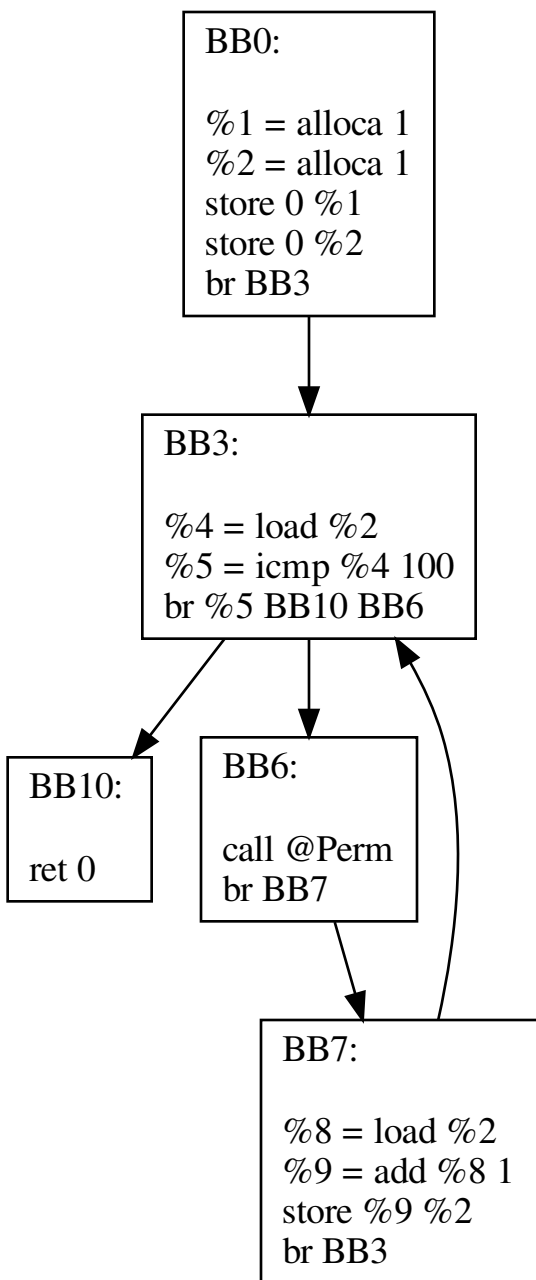 BB0:
%1 = alloca 1
%2 = alloca 1
store 0 %1
store 0 %2
br BB3
BB3:
%4 = load %2
%5 = icmp %4 100
br %5 BB10 BB6
BB10:
ret 0
BB6:
call @Perm
br BB7
BB7:
%8 = load %2
%9 = add %8 1
store %9 %2
br BB3